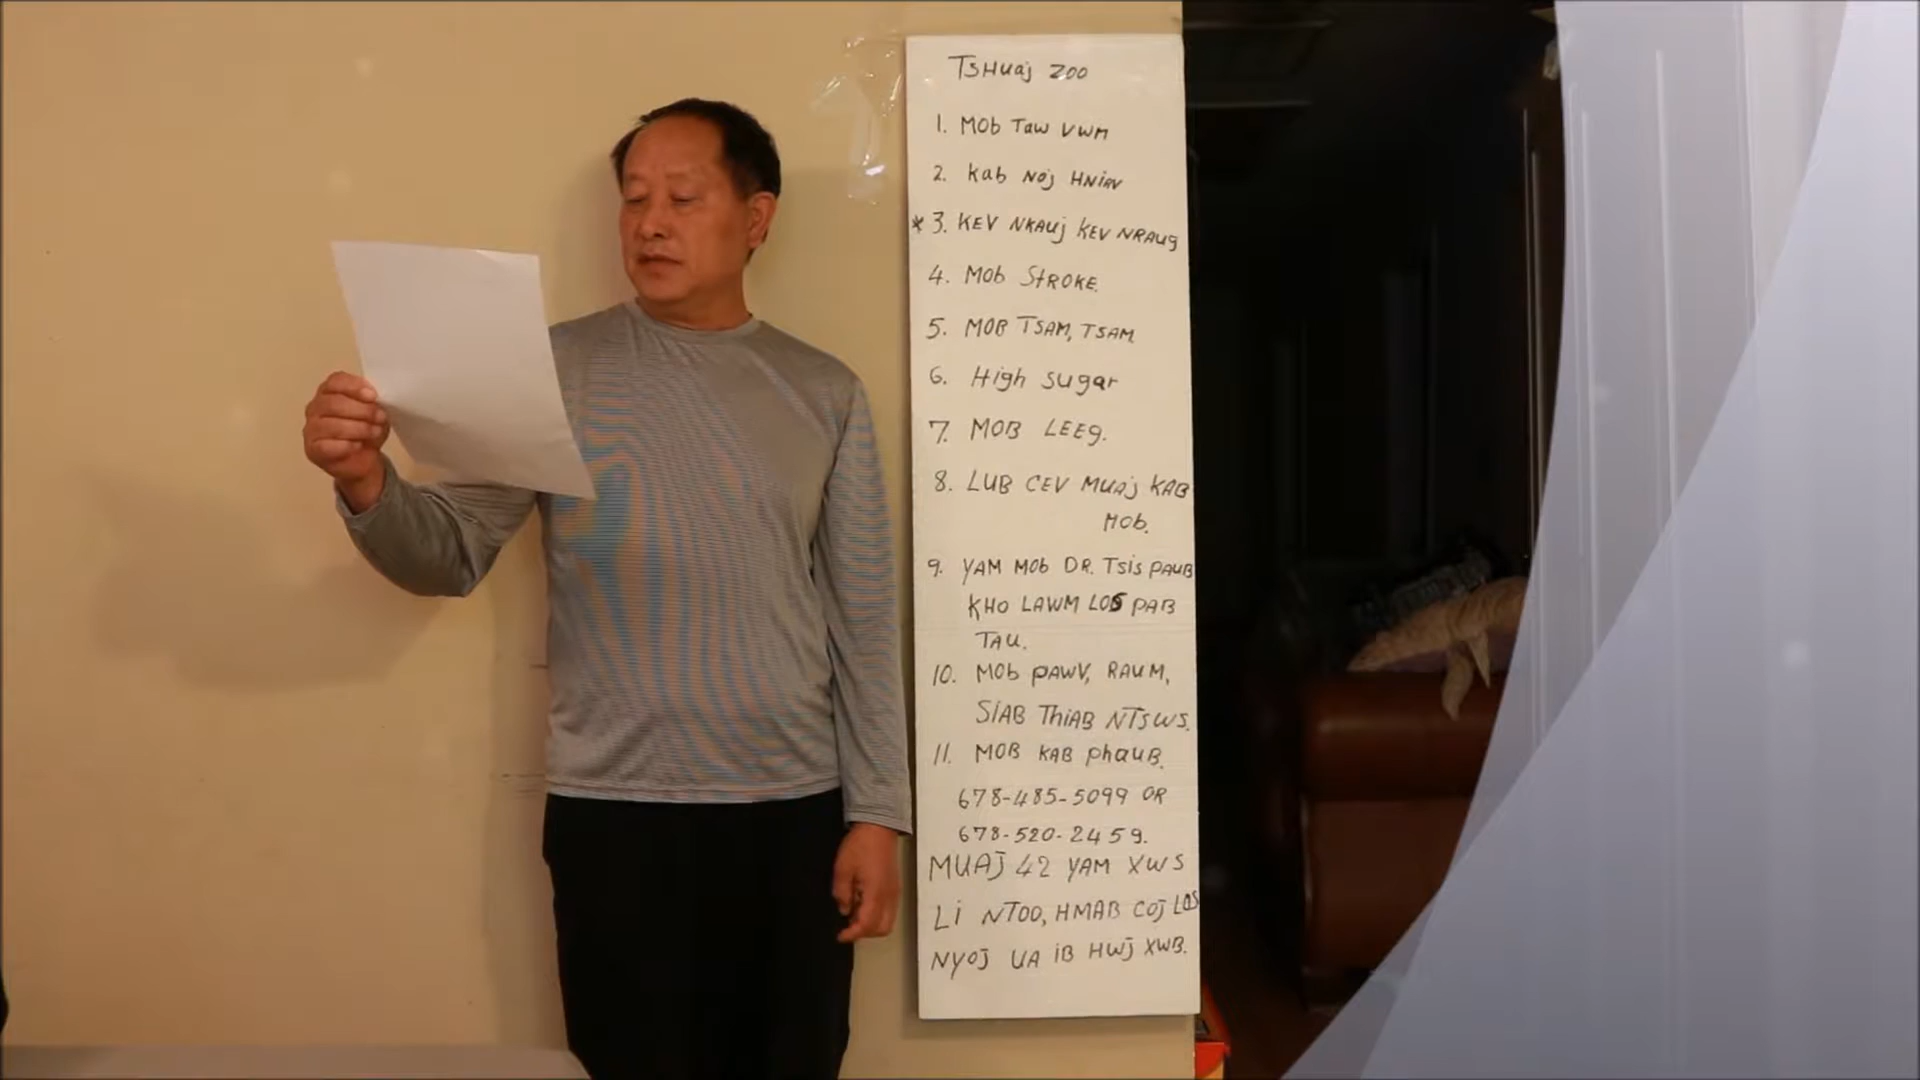 TSHUaj ZOO
1. MOb Taw VWM
2. Kab Noj HNiav
* 3. KEV NKAUj KEV NRAUg
4. MOb StROKE.
5. MOB TSAM, TSAM.
6. High sugar
7. MOB LEEg.
8. LUB CEV MUAj KAB
MOb.
9. YAM MOb DR. Tsis PAUB
KHO LAWM LOS PAB
TAU.
10. MOb PAWV, RAUM,
SIAB THiAB NTSWS.
11. MOB KAB PhauB.
678-485-5099 OR
678-520-2459.
MUAJ 42 YAM XWS
Li NTOO, HMAB COJ LOS
NYOJ UA iB HWJ XWB.